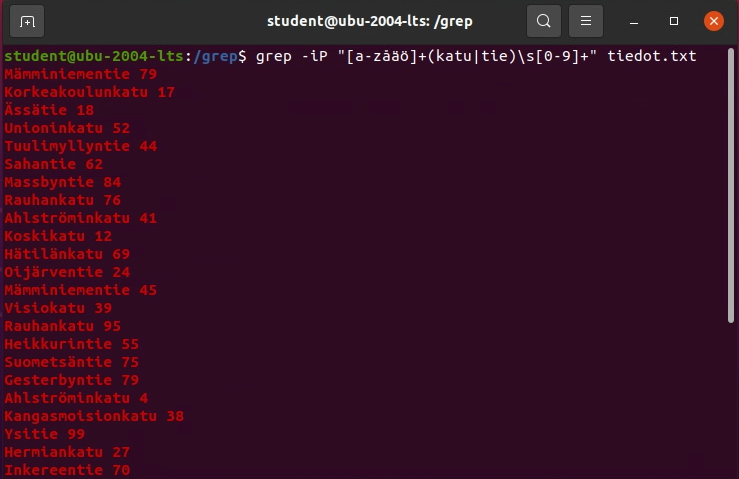 student@ubu-2004-lts: /grep
student@ubu-2004-lts:/grep$ grep -iP "[a-zåäö]+(katu|tie)\s[0-9]+" tiedot.txt
Mämminiementie 79
Korkeakoulunkatu 17
Ässätie 18
Unioninkatu 52
Tuulimyllyntie 44
Sahantie 62
Massbyntie 84
Rauhankatu 76
Ahlströminkatu 41
Koskikatu 12
Hätilänkatu 69
Oijärventie 24
Mämminiementie 45
Visiokatu 39
Rauhankatu 95
Heikkurintie 55
Suometsäntie 75
Gesterbyntie 79
Ahlströminkatu 4
Kangasmoisionkatu 38
Ysitie 99
Hermiankatu 27
Inkereentie 70